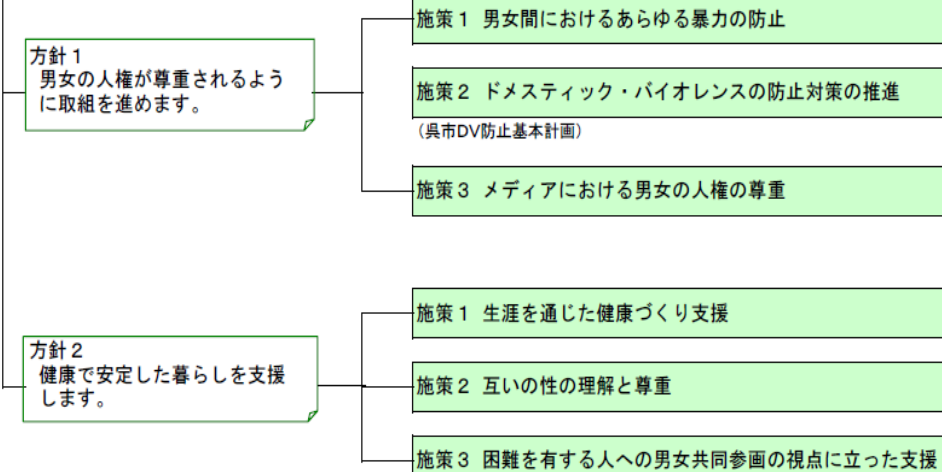 施策１ 男女間におけるあらゆる暴力の防止
方針１
男女の人権が尊重されるよう
に取組を進めます。
施策２ ドメスティック・バイオレンスの防止対策の推進
（呉市DV防止基本計画）
施策３ メディアにおける男女の人権の尊重
施策１ 生涯を通じた健康づくり支援
方針２
健康で安定した暮らしを支援
します。
施策２ 互いの性の理解と尊重
施策３ 困難を有する人への男女共同参画の視点に立った支援